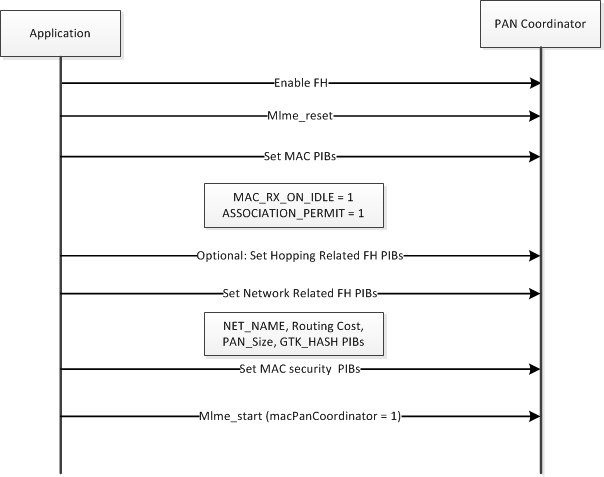 Application
PAN Coordinator
Enable FH
Mlme_reset
Set MAC PIBs
MAC_RX_ON_IDLE = 1
ASSOCIATION_PERMIT = 1
Optional: Set Hopping Related FH PIBs
Set Network Related FH PIBs
NET_NAME, Routing Cost,
PAN_Size, GTK_HASH PIBs
Set MAC security  PIBs
Mlme_start (macPanCoordinator = 1)